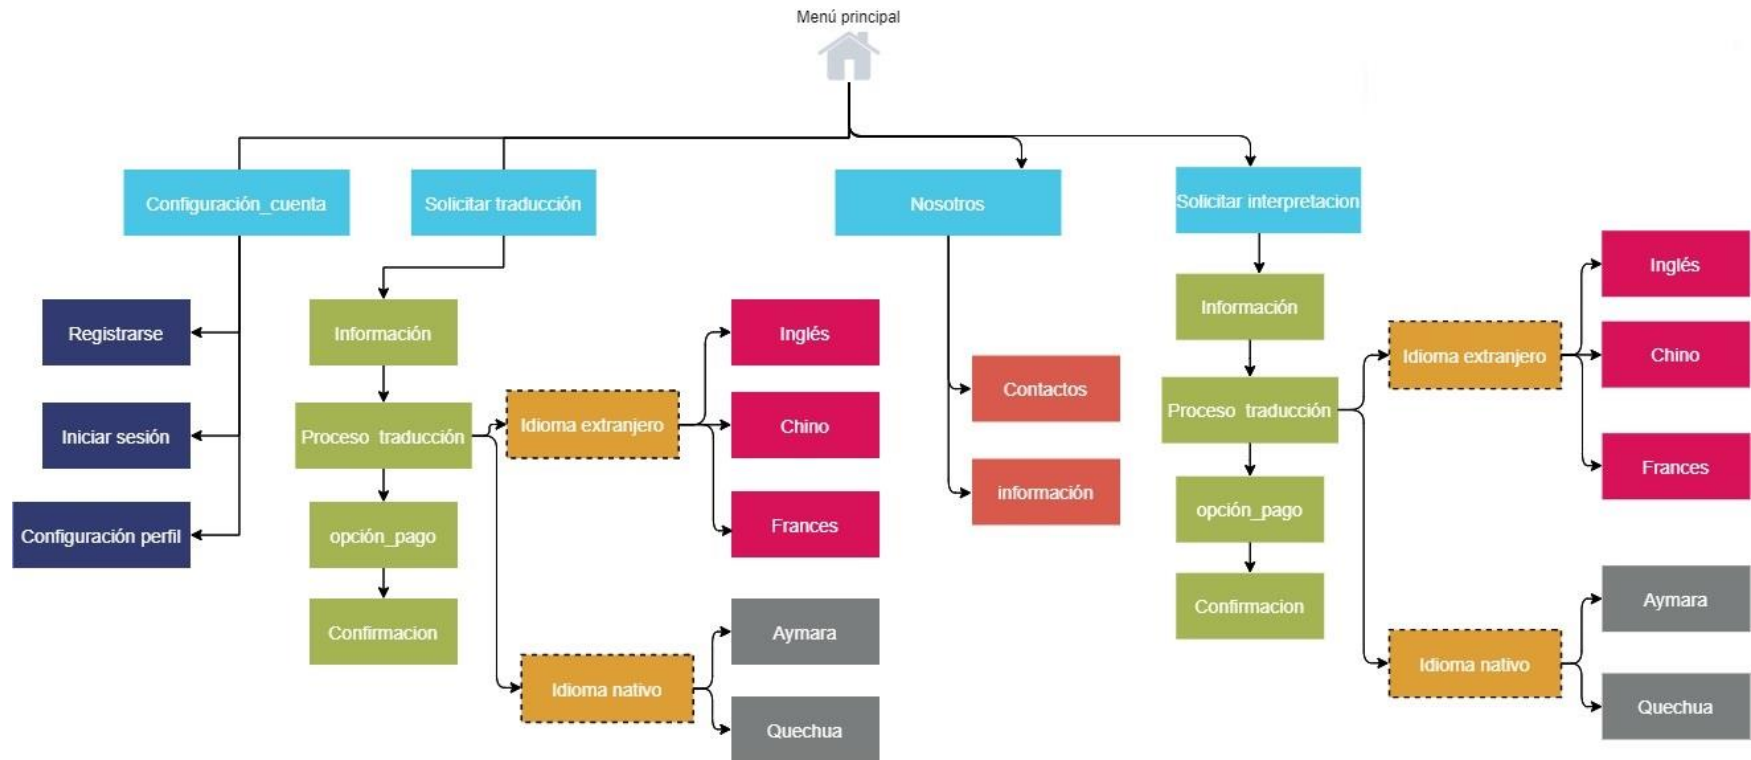 Menú principal
Configuración_cuenta
Solicitar traducción
Nosotros
Solicitar interpretacion
Registrarse
Iniciar sesión
Configuración perfil
Información
Proceso traducción
opción_pago
Confirmacion
Idioma extranjero
Inglés
Chino
Frances
Idioma nativo
Aymara
Quechua
Contactos
información
Información
Proceso traducción
opción_pago
Confirmacion
Idioma extranjero
Inglés
Chino
Frances
Idioma nativo
Aymara
Quechua